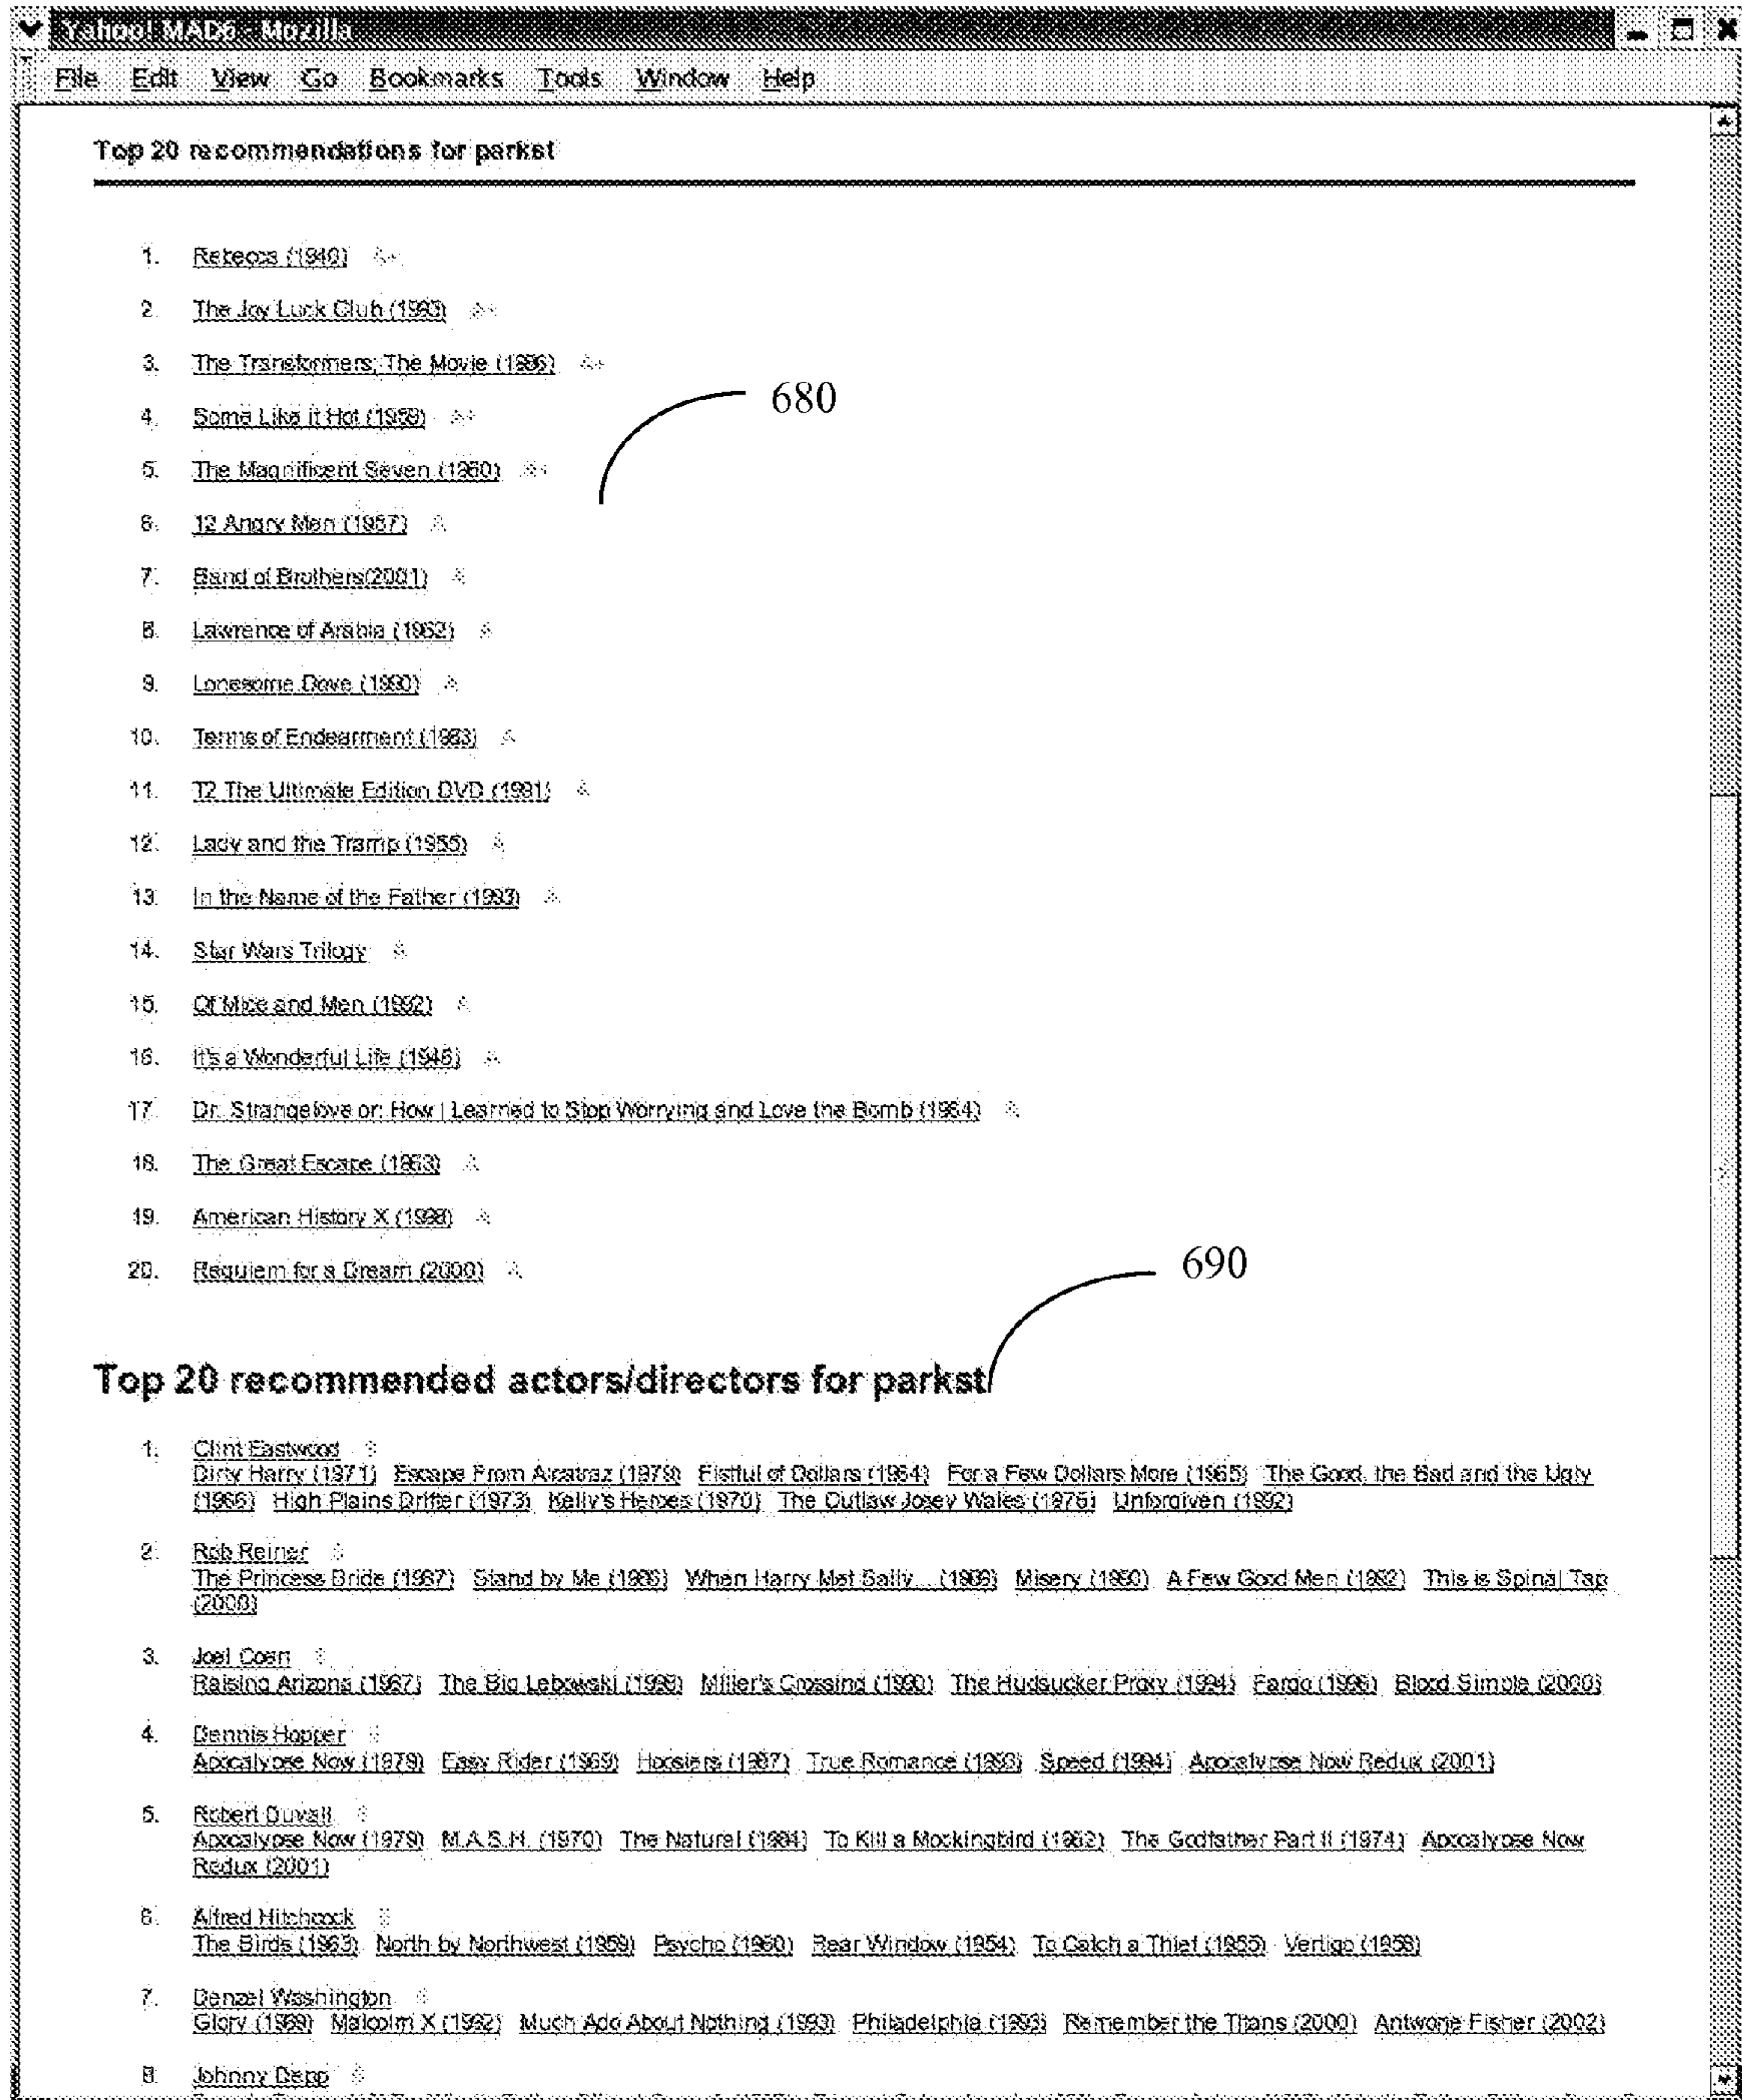 Yahoo! MAD6 - Mozilla
File Edit View Go Bookmarks Tools Window Help
Top 20 recommendations for parkst
1. Rebecca (1940) A+
2. The Joy Luck Club (1993) A+
3. The Transformers; The Movie (1986) A+
680
4. Some Like it Hot (1959) A+
5. The Magnificent Seven (1960) A+
6. 12 Angry Men (1957) A
7. Band of Brothers(2001) A
8. Lawrence of Arabia (1962) A
9. Lonesome Dove (1990) A
10. Terms of Endearment (1983) A
11. T2 The Ultimate Edition DVD (1991) A
12. Lady and the Tramp (1955) A
13. In the Name of the Father (1993) A
14. Star Wars Trilogy A
15. Of Mice and Men (1992) A
16. It's a Wonderful Life (1946) A
17. Dr. Strangelove or: How I Learned to Stop Worrying and Love the Bomb (1964) A
18. The Great Escape (1963) A
19. American History X (1998) A
20. Requiem for a Dream (2000) A
690
Top 20 recommended actors/directors for parkst
1. Clint Eastwood
Dirty Harry (1971) Escape From Alcatraz (1979) Fistful of Dollars (1964) For a Few Dollars More (1965) The Good, the Bad and the Ugly
(1966) High Plains Drifter (1973) Kelly's Heroes (1970) The Outlaw Josey Wales (1976) Unforgiven (1992)
2. Rob Reiner
The Princess Bride (1987) Stand by Me (1986) When Harry Met Sally... (1989) Misery (1990) A Few Good Men (1992) This is Spinal Tap
(2000)
3. Joel Coen
Raising Arizona (1987) The Big Lebowski (1998) Miller's Crossing (1990) The Hudsucker Proxy (1994) Fargo (1996) Blood Simple (2000)
4. Dennis Hopper
Apocalypse Now (1979) Easy Rider (1969) Hoosiers (1987) True Romance (1993) Speed (1994) Apocalypse Now Redux (2001)
5. Robert Duvall
Apocalypse Now (1979) M.A.S.H. (1970) The Natural (1984) To Kill a Mockingbird (1962) The Godfather Part II (1974) Apocalypse Now
Redux (2001)
6. Alfred Hitchcock
The Birds (1963) North by Northwest (1959) Psycho (1960) Rear Window (1954) To Catch a Thief (1955) Vertigo (1958)
7. Denzel Washington
Glory (1989) Malcolm X (1992) Much Ado About Nothing (1993) Philadelphia (1993) Remember the Titans (2000) Antwone Fisher (2002)
8. Johnny Depp